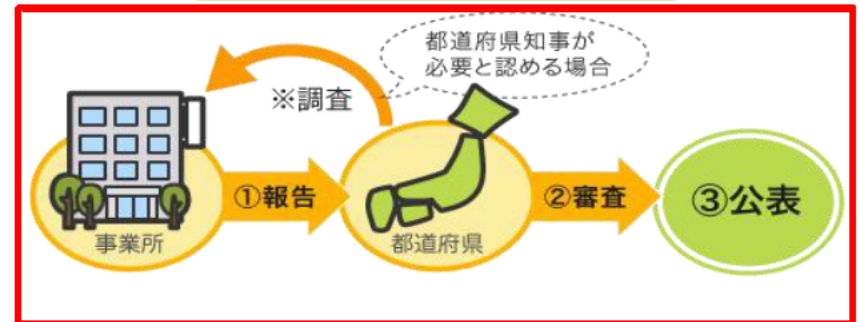 都道府県知事が
必要と認める場合
※調査
①報告
②審査
③公表
事業所
都道府県